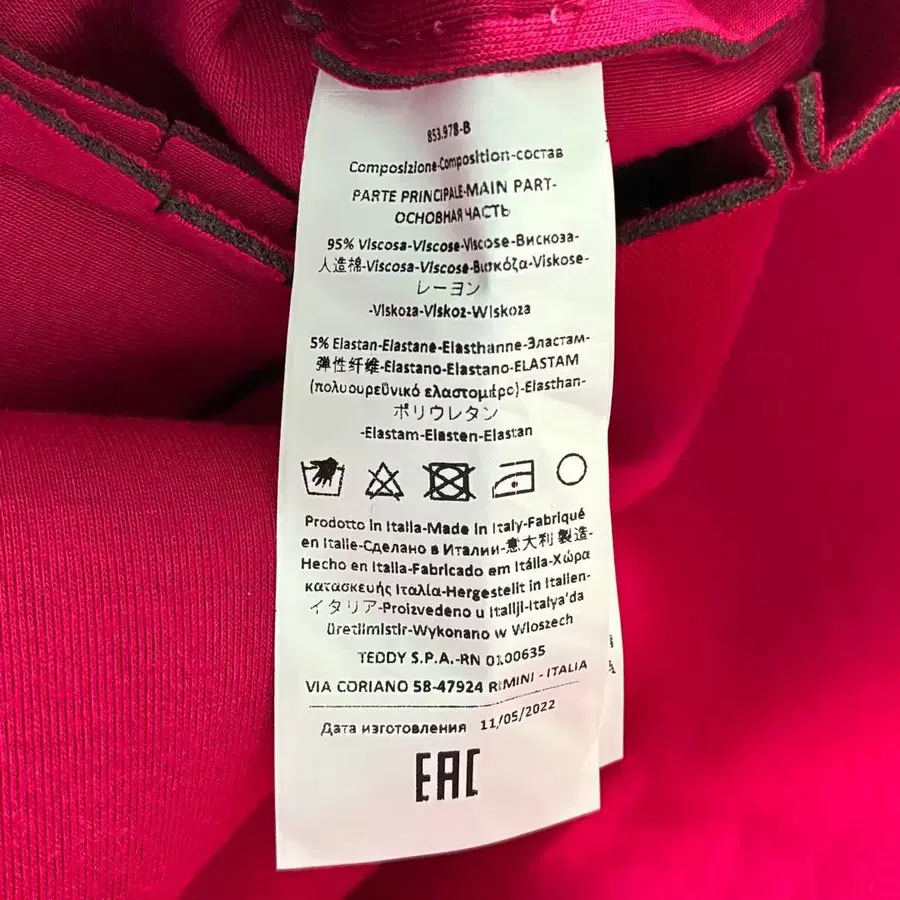 853.978-B
Composizione-Composition-состав
PARTE PRINCIPALE-MAIN PART-
ОСНОВНАЯ ЧАСТЬ
95% Viscosa-Viscose-Viscose-Вискоза-
人造棉-Viscosa-Viscose-Βισκόζα-Viskose-
レーヨン
-Viskoza-Viskoz-Wiskoza
5% Elastan-Elastane-Elasthanne-Эластам-
弹性纤维-Elastano-Elastano-ELASTAM
(πολυουρεϋνικό ελαστομερές)-Elasthan-
ポリウレタン
-Elastam-Elasten-Elastan
Prodotto in Italia-Made in Italy-Fabriqué
en Italie-Сделано в Италии-意大利 製造-
Hecho en Italia-Fabricado em Itália-Χώρα
κατασκευής Ιταλία-Hergestellt in Italien-
イタリア-Proizvedeno u Italiji-Italya'da
üretilmistir-Wykonano w Wloszech
TEDDY S.P.A.-RN 0100635
VIA CORIANO 58-47924 RIMINI - ITALIA
Дата изготовления 11/05/2022
EAC